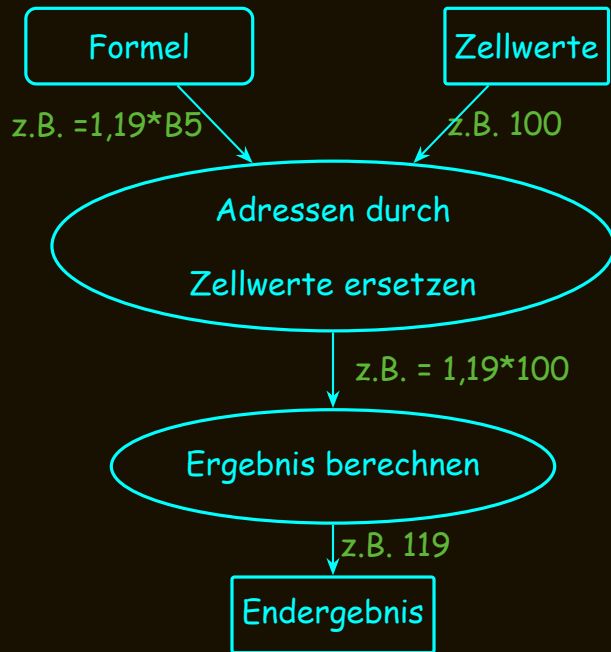 Formel
Zellwerte
z.B. =1,19*B5
z.B. 100
Adressen durch
Zellwerte ersetzen
z.B. = 1,19*100
Ergebnis berechnen
z.B. 119
Endergebnis